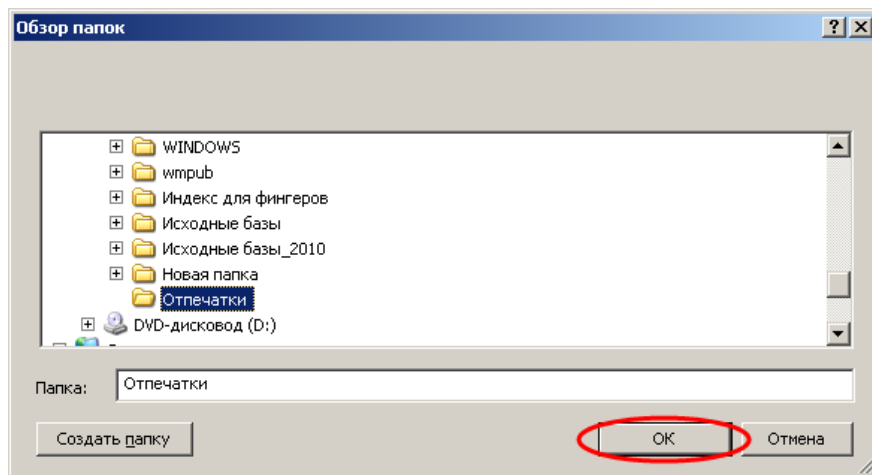 Обзор папок
WINDOWS
wmpub
Индекс для фингеров
Исходные базы
Исходные базы_2010
Новая папка
Отпечатки
DVD-дисковод (D:)
Папка: Отпечатки
Создать папку ОК Отмена